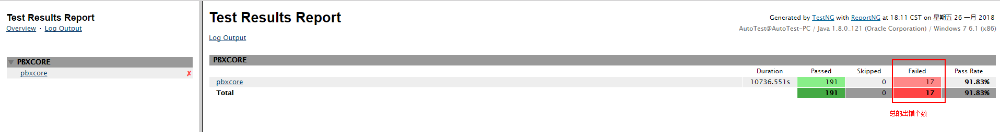 Test Results Report
Overview · Log Output
PBXCORE
pbxcore ✗
Test Results Report
Generated by TestNG with ReportNG at 18:11 CST on 星期五 26 一月 2018
AutoTest@AutoTest-PC / Java 1.8.0_121 (Oracle Corporation) / Windows 7 6.1 (x86)
Log Output
PBXCORE
Duration Passed Skipped Failed Pass Rate
pbxcore 10736.551s 191 0 17 91.83%
Total 191 0 17 91.83%
总的出错个数